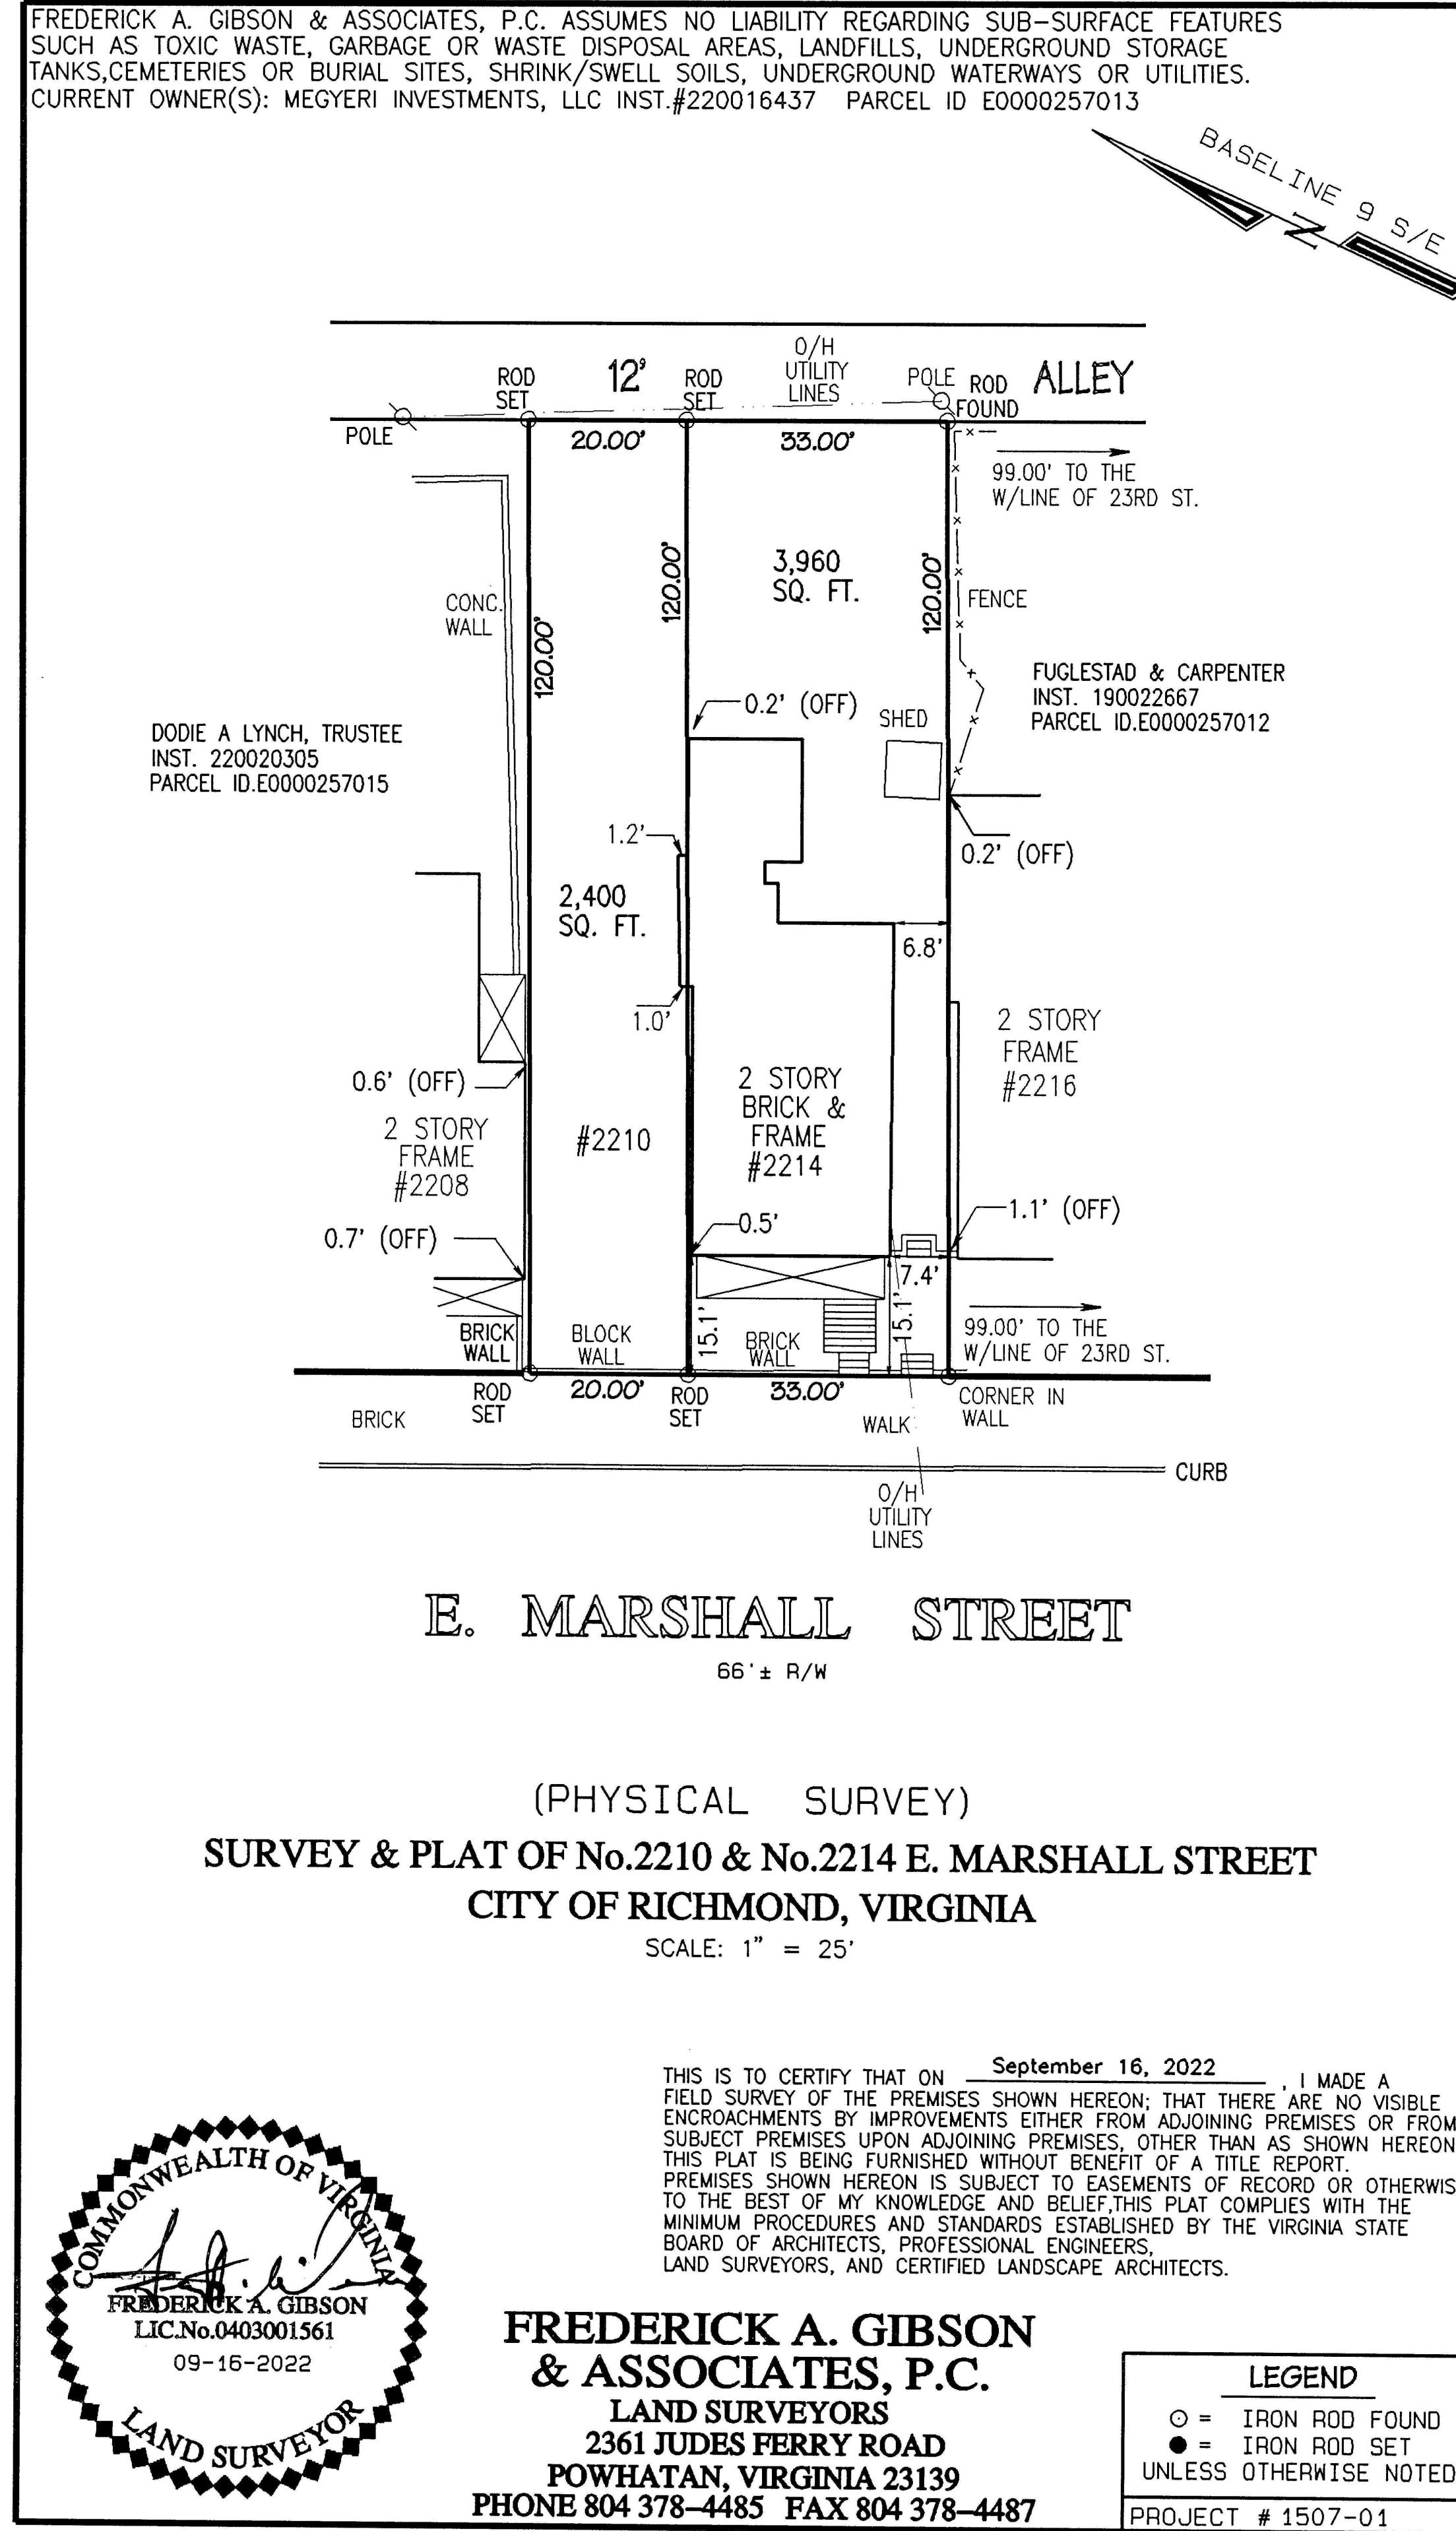 FREDERICK A. GIBSON & ASSOCIATES, P.C. ASSUMES NO LIABILITY REGARDING SUB-SURFACE FEATURES
SUCH AS TOXIC WASTE, GARBAGE OR WASTE DISPOSAL AREAS, LANDFILLS, UNDERGROUND STORAGE
TANKS,CEMETERIES OR BURIAL SITES, SHRINK/SWELL SOILS, UNDERGROUND WATERWAYS OR UTILITIES.
CURRENT OWNER(S): MEGYERI INVESTMENTS, LLC INST.#220016437 PARCEL ID E0000257013
BASELINE 9 S/E
N
O/H
UTILITY
LINES
ROD
SET
12⁹'
ROD
SET
POLE
ROD
FOUND
ALLEY
POLE
20.00'
33.00'
99.00' TO THE
W/LINE OF 23RD ST.
120.00'
120.00'
120.00'
3,960
SQ. FT.
CONC.
WALL
FENCE
FUGLESTAD & CARPENTER
INST. 190022667
PARCEL ID.E0000257012
0.2' (OFF)
SHED
DODIE A LYNCH, TRUSTEE
INST. 220020305
PARCEL ID.E0000257015
1.2'
0.2' (OFF)
2,400
SQ. FT.
6.8'
1.0'
2 STORY
FRAME
#2216
0.6' (OFF)
2 STORY
BRICK &
FRAME
#2214
2 STORY
FRAME
#2208
#2210
1.1' (OFF)
0.7' (OFF)
0.5'
7.4'
15.1'
15.1'
BRICK
WALL
BLOCK
WALL
BRICK
WALL
99.00' TO THE
W/LINE OF 23RD ST.
ROD
SET
20.00'
ROD
SET
33.00'
CORNER IN
WALL
BRICK
WALK
CURB
O/H
UTILITY
LINES
E. MARSHALL STREET
66'± R/W
(PHYSICAL SURVEY)
SURVEY & PLAT OF No.2210 & No.2214 E. MARSHALL STREET
CITY OF RICHMOND, VIRGINIA
SCALE: 1" = 25'
THIS IS TO CERTIFY THAT ON September 16, 2022, I MADE A
FIELD SURVEY OF THE PREMISES SHOWN HEREON; THAT THERE ARE NO VISIBLE
ENCROACHMENTS BY IMPROVEMENTS EITHER FROM ADJOINING PREMISES OR FROM
SUBJECT PREMISES UPON ADJOINING PREMISES, OTHER THAN AS SHOWN HEREON
THIS PLAT IS BEING FURNISHED WITHOUT BENEFIT OF A TITLE REPORT.
PREMISES SHOWN HEREON IS SUBJECT TO EASEMENTS OF RECORD OR OTHERWIS
TO THE BEST OF MY KNOWLEDGE AND BELIEF,THIS PLAT COMPLIES WITH THE
MINIMUM PROCEDURES AND STANDARDS ESTABLISHED BY THE VIRGINIA STATE
BOARD OF ARCHITECTS, PROFESSIONAL ENGINEERS,
LAND SURVEYORS, AND CERTIFIED LANDSCAPE ARCHITECTS.
COMMONWEALTH OF VIRGINIA
FREDERICK A. GIBSON
LIC.No.0403001561
09-16-2022
LAND SURVEYOR
FREDERICK A. GIBSON
& ASSOCIATES, P.C.
LAND SURVEYORS
2361 JUDES FERRY ROAD
POWHATAN, VIRGINIA 23139
PHONE 804 378-4485 FAX 804 378-4487
LEGEND
⊙ = IRON ROD FOUND
● = IRON ROD SET
UNLESS OTHERWISE NOTED
PROJECT # 1507-01